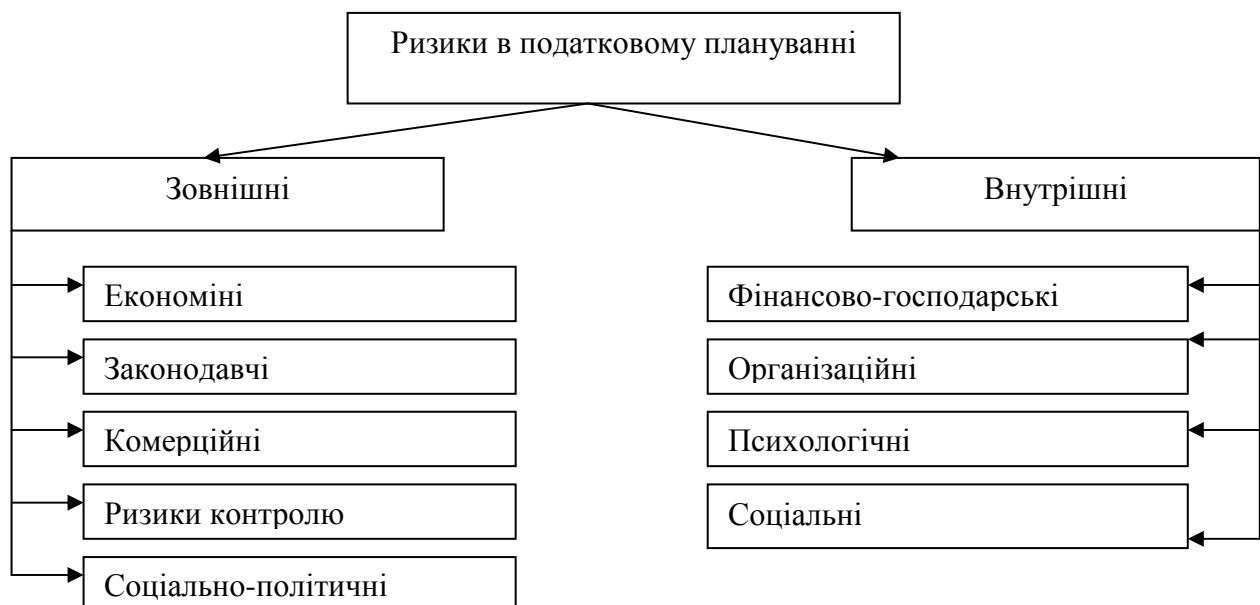 Ризики в податковому плануванні
Зовнішні
Внутрішні
Економіні
Законодавчі
Комерційні
Ризики контролю
Соціально-політичні
Фінансово-господарські
Організаційні
Психологічні
Соціальні